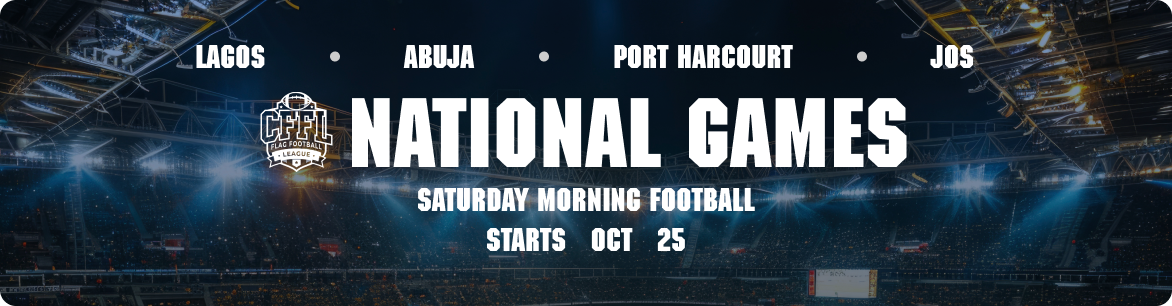 LAGOS • ABUJA • PORT HARCOURT • JOS
CFFL
FLAG FOOTBALL
LEAGUE
NATIONAL GAMES
SATURDAY MORNING FOOTBALL
STARTS OCT 25